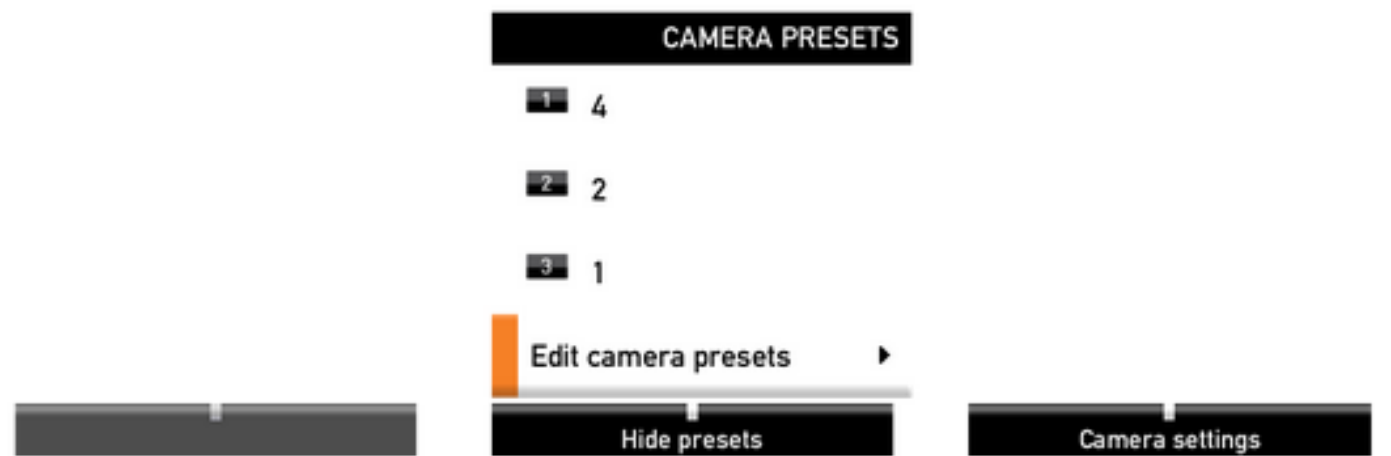 CAMERA PRESETS
1 4
2 2
3 1
Edit camera presets
Hide presets
Camera settings